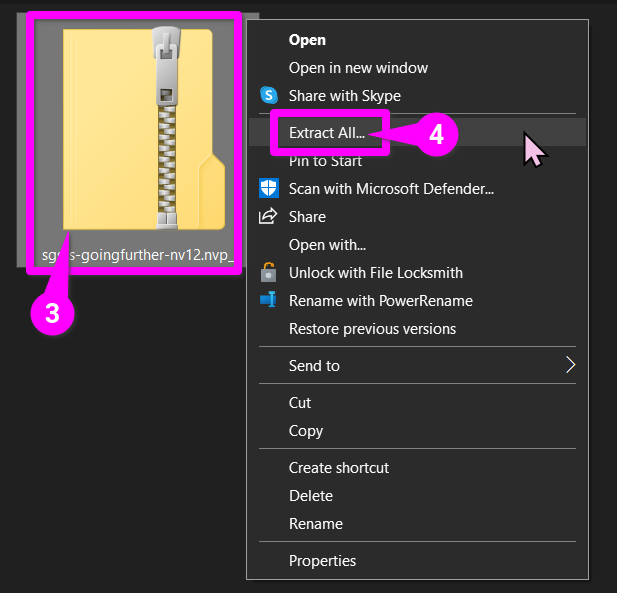 Open
Open in new window
Share with Skype
Extract All...
4
Pin to Start
Scan with Microsoft Defender...
Share
-goingfurther-nv12.nvp_
Open with...
Unlock with File Locksmith
3
Rename with PowerRename
Restore previous versions
Send to
Cut
Copy
Create shortcut
Delete
Rename
Properties